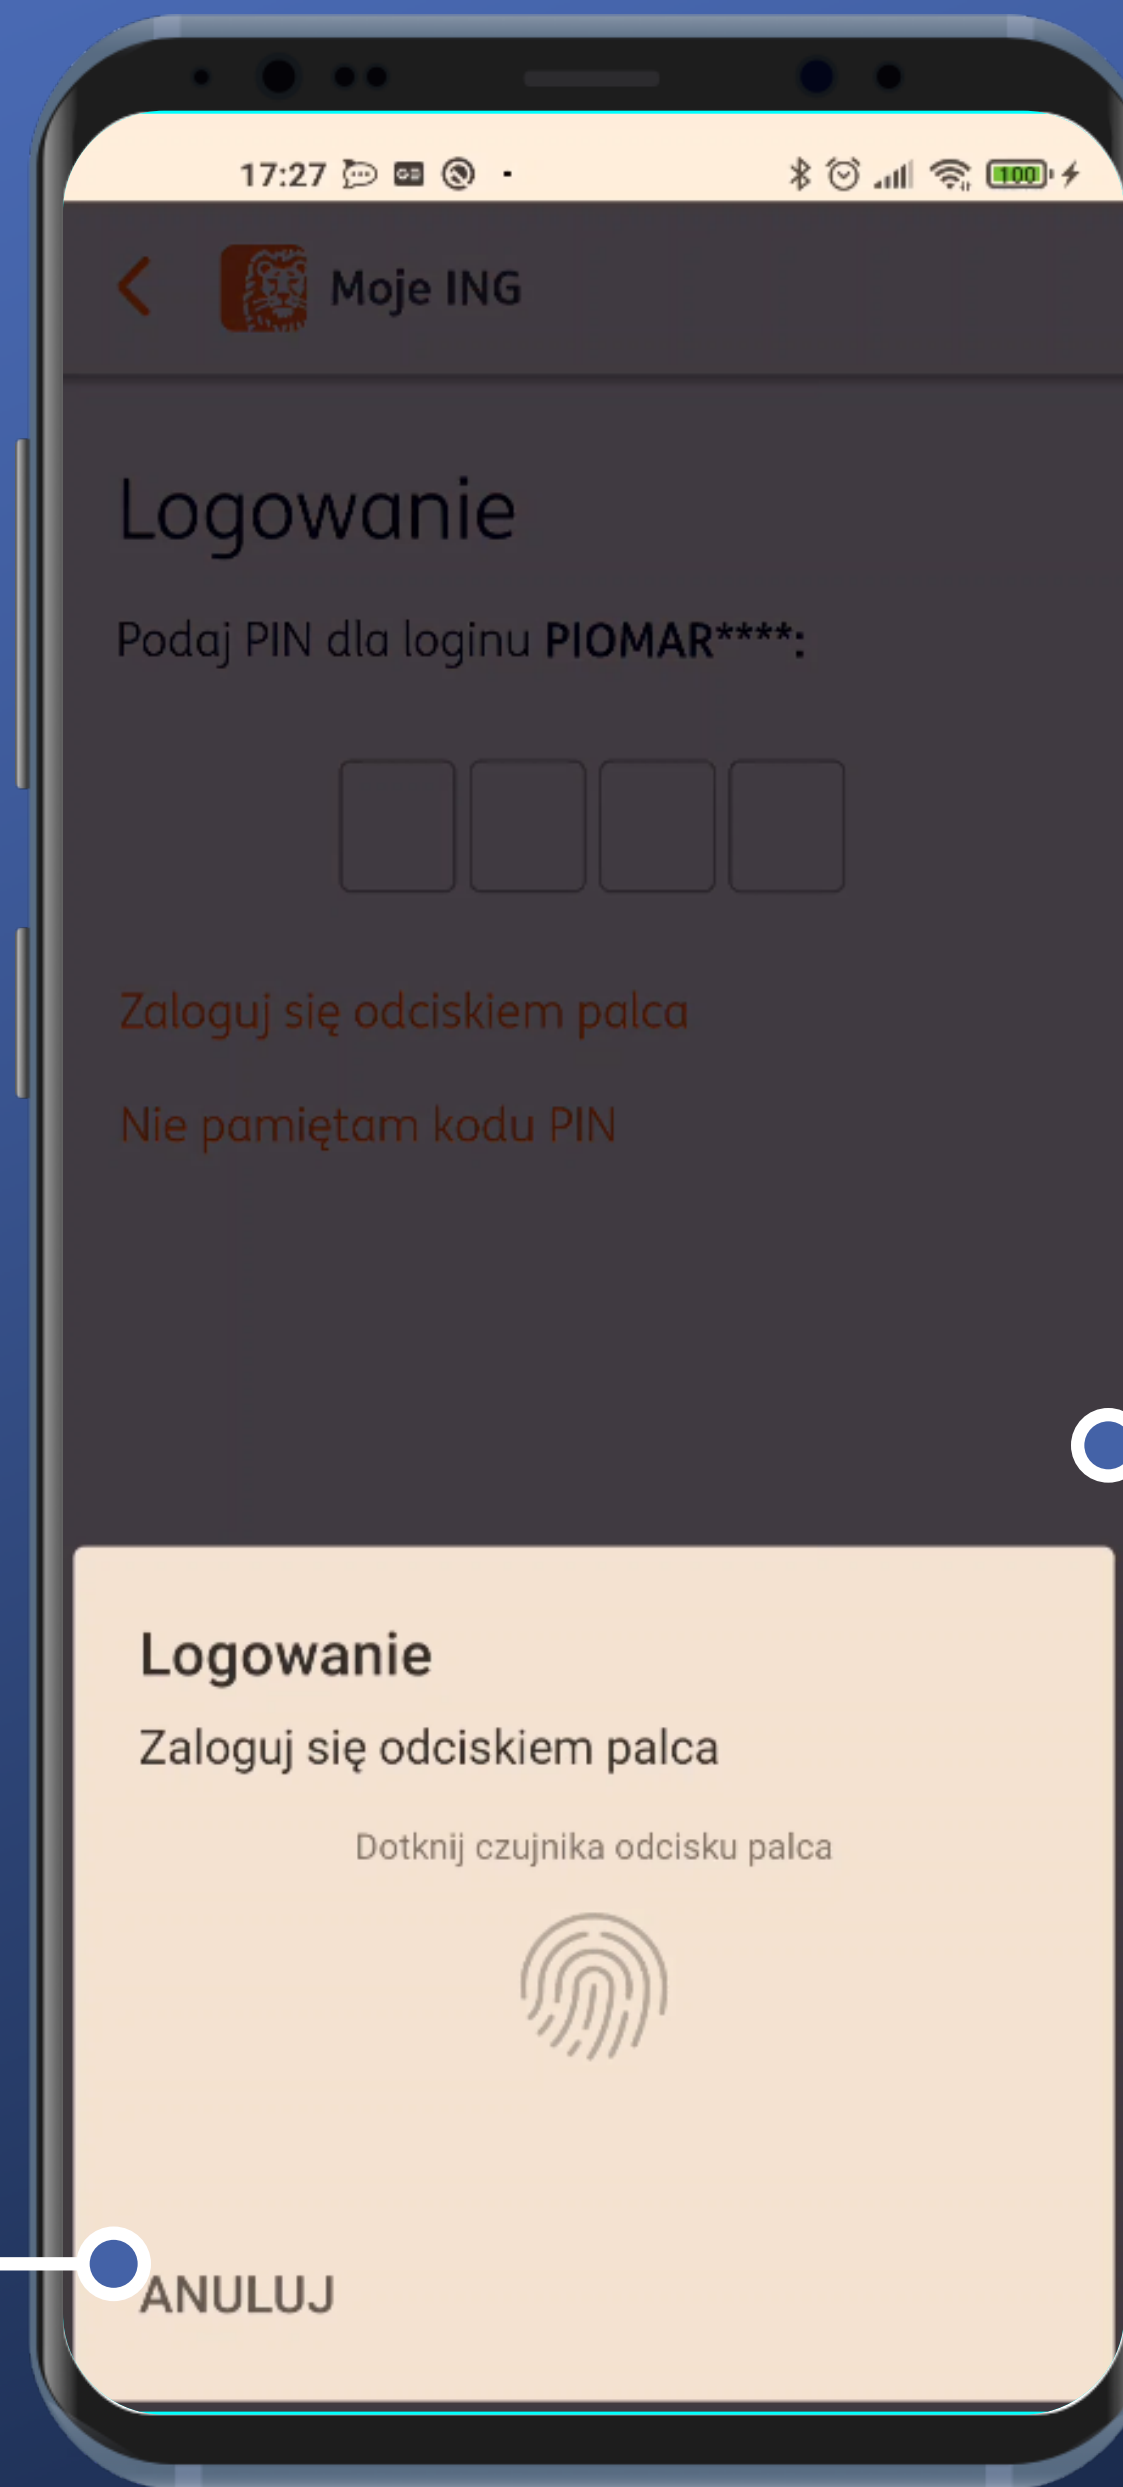 17:27
100
Moje ING
Logowanie
Podaj PIN dla loginu PIOMAR****:
Zaloguj się odciskiem palca
Nie pamiętam kodu PIN
Logowanie
Zaloguj się odciskiem palca
Dotknij czujnika odcisku palca
ANULUJ